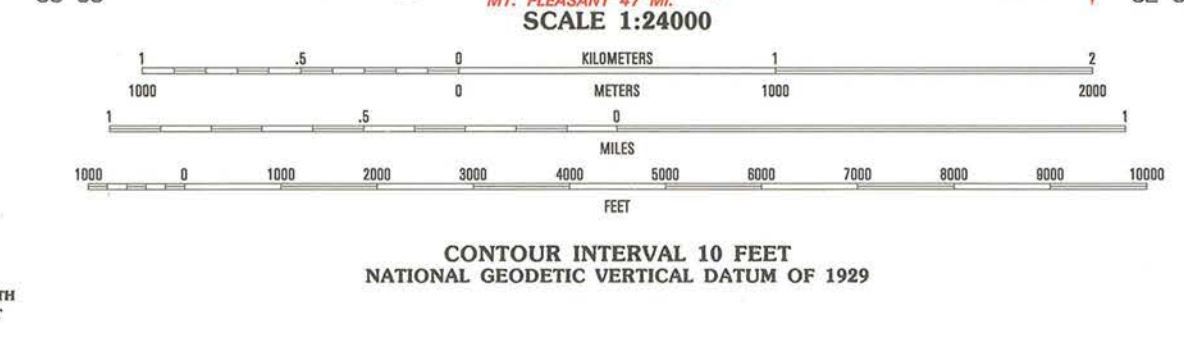 MT. PLEASANT 47 MI.
SCALE 1:24000
1 .5 0 KILOMETERS 1 2
1000 0 METERS 1000 2000
1 .5 0 1
MILES
1000 0 1000 2000 3000 4000 5000 6000 7000 8000 9000 10000
FEET
CONTOUR INTERVAL 10 FEET
NATIONAL GEODETIC VERTICAL DATUM OF 1929